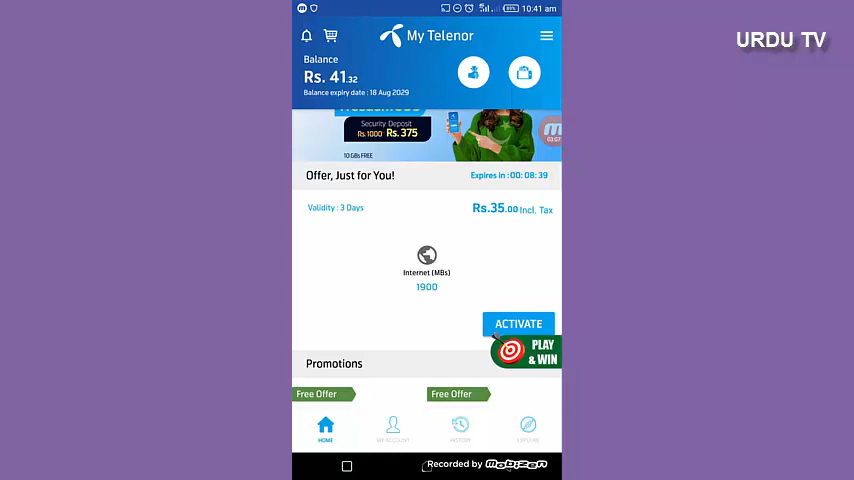 10:41 am
URDU TV
My Telenor
Balance
Rs. 41.32
Balance expiry date : 18 Aug 2029
Security Deposit
Rs.1000 Rs.375
10 GBs FREE
03:07
Offer, Just for You!
Expires in : 00: 08: 39
Validity : 3 Days
Rs.35.00 Incl. Tax
Internet (MBs)
1900
ACTIVATE
PLAY
& WIN
Promotions
Free Offer
Free Offer
HOME
MY ACCOUNT
HISTORY
EXPLORE
Recorded by mobizen